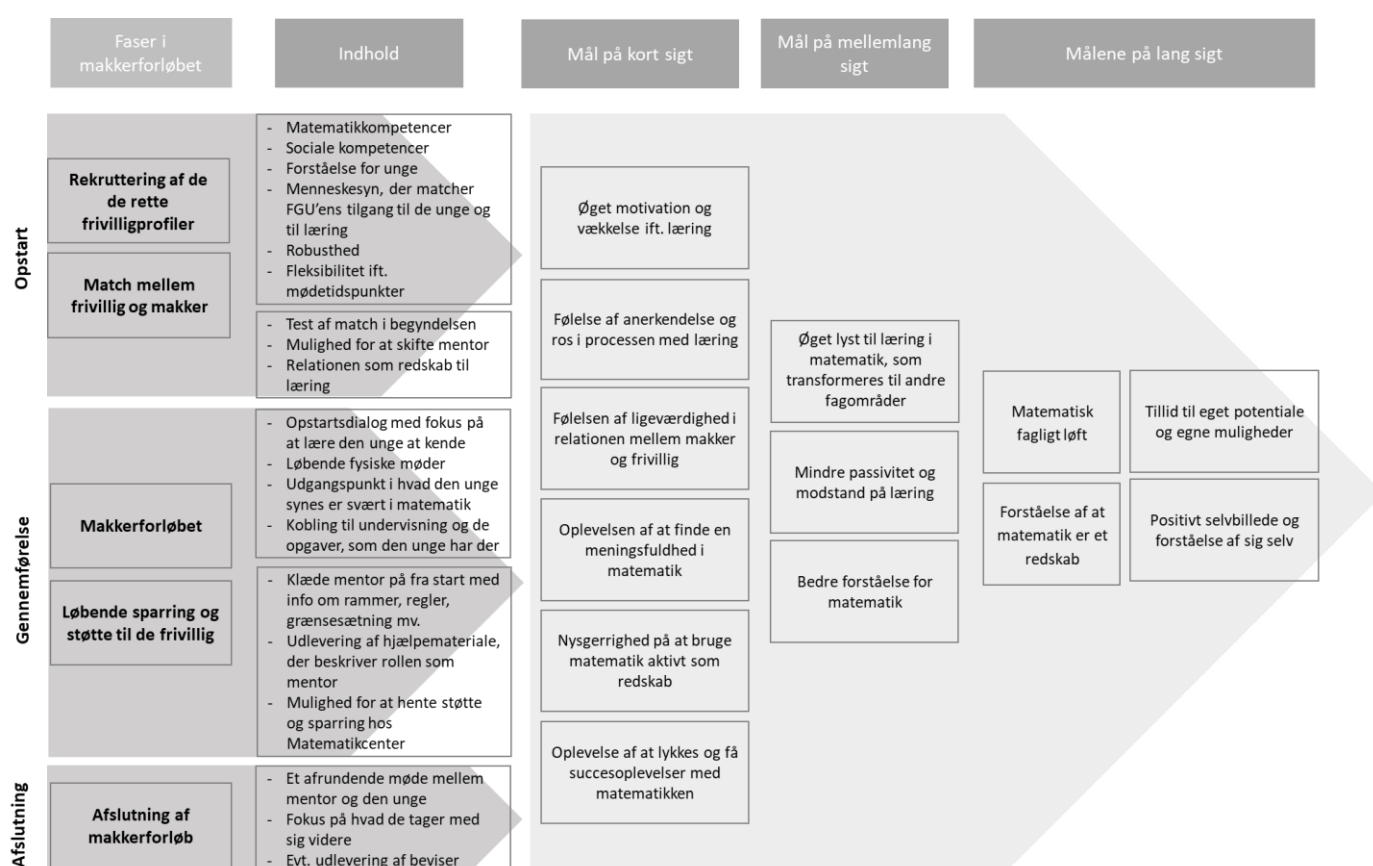 Faser i
makkerforløbet
Indhold
Mål på kort sigt
Mål på mellemlang
sigt
Målene på lang sigt
Opstart
Rekruttering af de
de rette
frivilligprofiler
Match mellem
frivillig og makker
- Matematikkompetencer
- Sociale kompetencer
- Forståelse for unge
- Menneskesyn, der matcher
FGU’ens tilgang til de unge og
til læring
- Robusthed
- Fleksibilitet ift.
mødetidspunkter
- Test af match i begyndelsen
- Mulighed for at skifte mentor
- Relationen som redskab til
læring
Gennemførelse
Makkerforløbet
Løbende sparring og
støtte til de frivillig
- Opstartsdialog med fokus på
at lære den unge at kende
- Løbende fysiske møder
- Udgangspunkt i hvad den unge
synes er svært i matematik
- Kobling til undervisning og de
opgaver, som den unge har der
- Klæde mentor på fra start med
info om rammer, regler,
grænsesætning mv.
- Udlevering af hjælpemateriale,
der beskriver rollen som
mentor
- Mulighed for at hente støtte
og sparring hos
Matematikcenter
Afslutning
Afslutning af
makkerforløb
- Et afrundende møde mellem
mentor og den unge
- Fokus på hvad de tager med
sig videre
- Evt. udlevering af beviser
Øget motivation og
vækkelse ift. læring
Følelse af anerkendelse og
ros i processen med læring
Følelsen af ligeværdighed i
relationen mellem makker
og frivillig
Oplevelsen af at finde en
meningsfuldhed i
matematik
Nysgerrighed på at bruge
matematik aktivt som
redskab
Oplevelse af at lykkes og få
succesoplevelser med
matematikken
Øget lyst til læring i
matematik, som
transformeres til andre
fagområder
Mindre passivitet og
modstand på læring
Bedre forståelse for
matematik
Matematisk
fagligt løft
Tillid til eget potentiale
og egne muligheder
Forståelse af at
matematik er et
redskab
Positivt selvbillede og
forståelse af sig selv